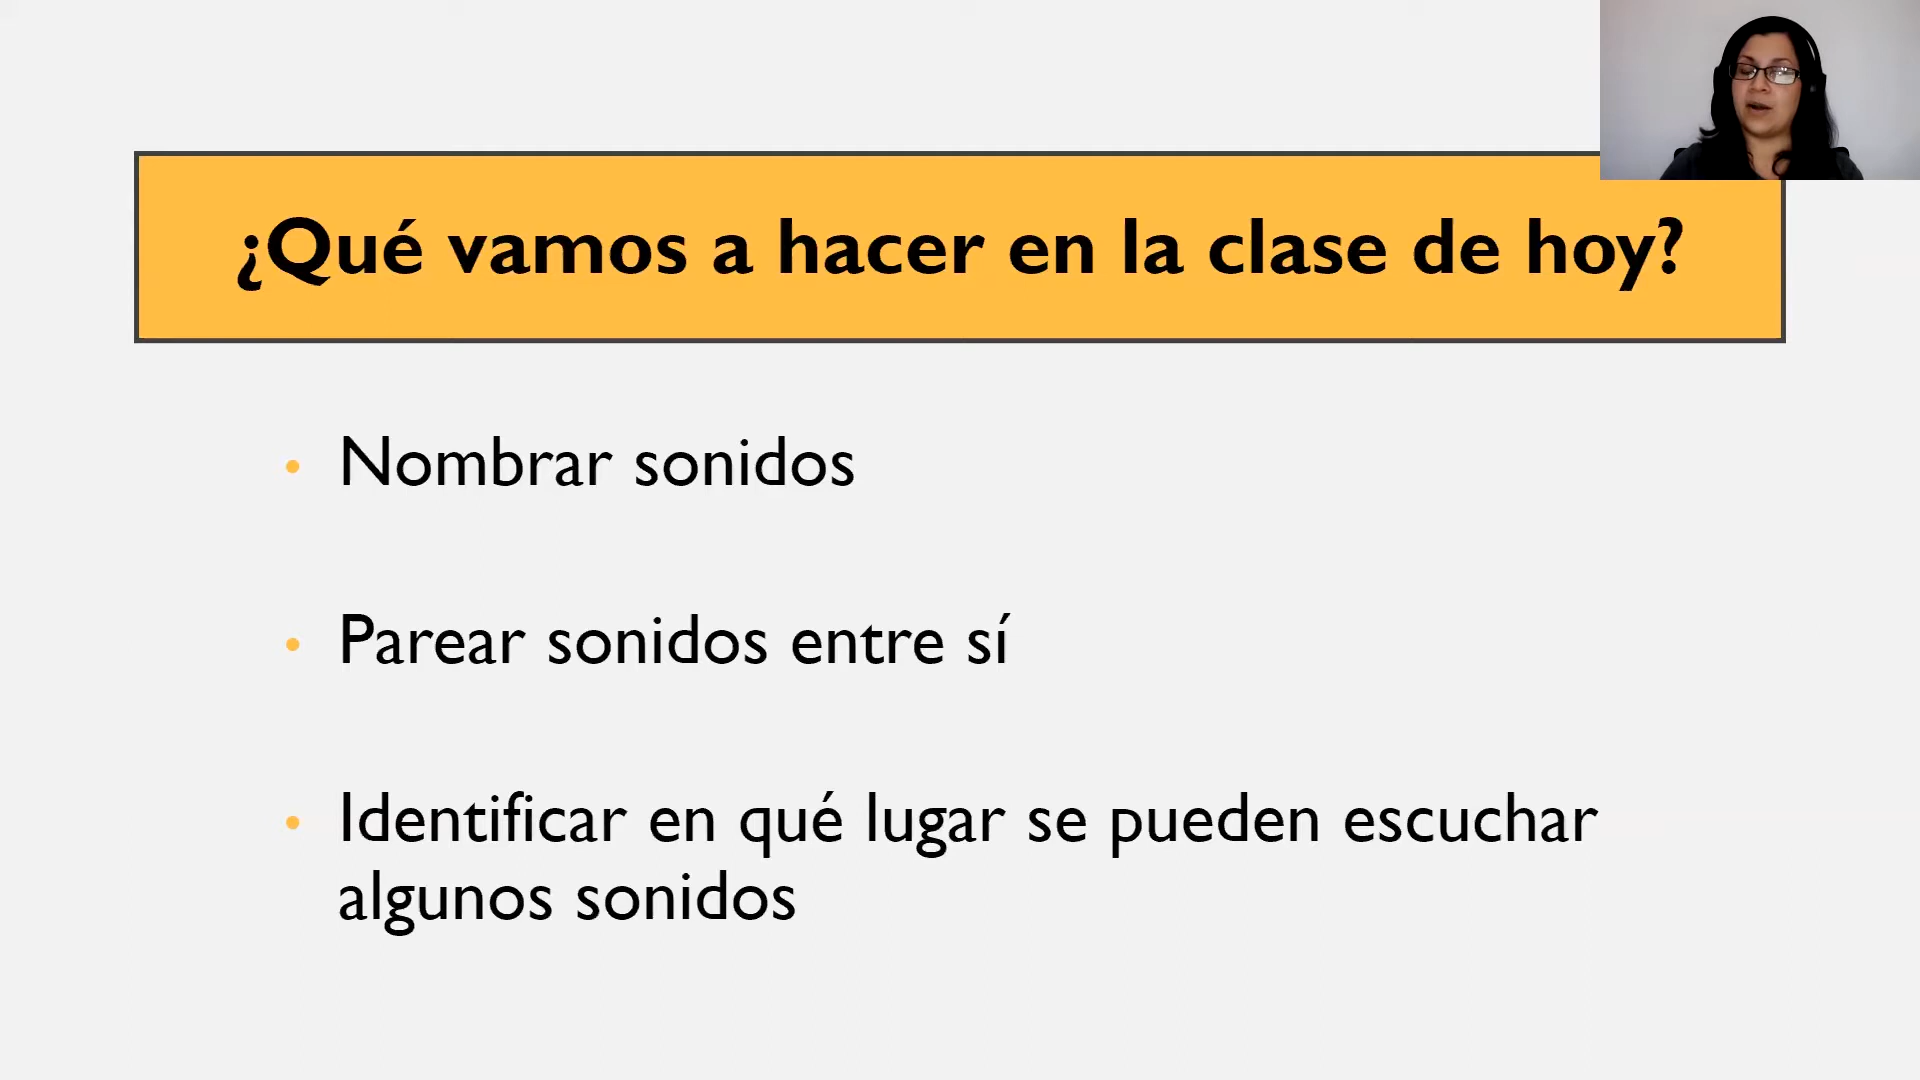 ¿Qué vamos a hacer en la clase de hoy?
• Nombrar sonidos
• Parear sonidos entre sí
• Identificar en qué lugar se pueden escuchar
algunos sonidos